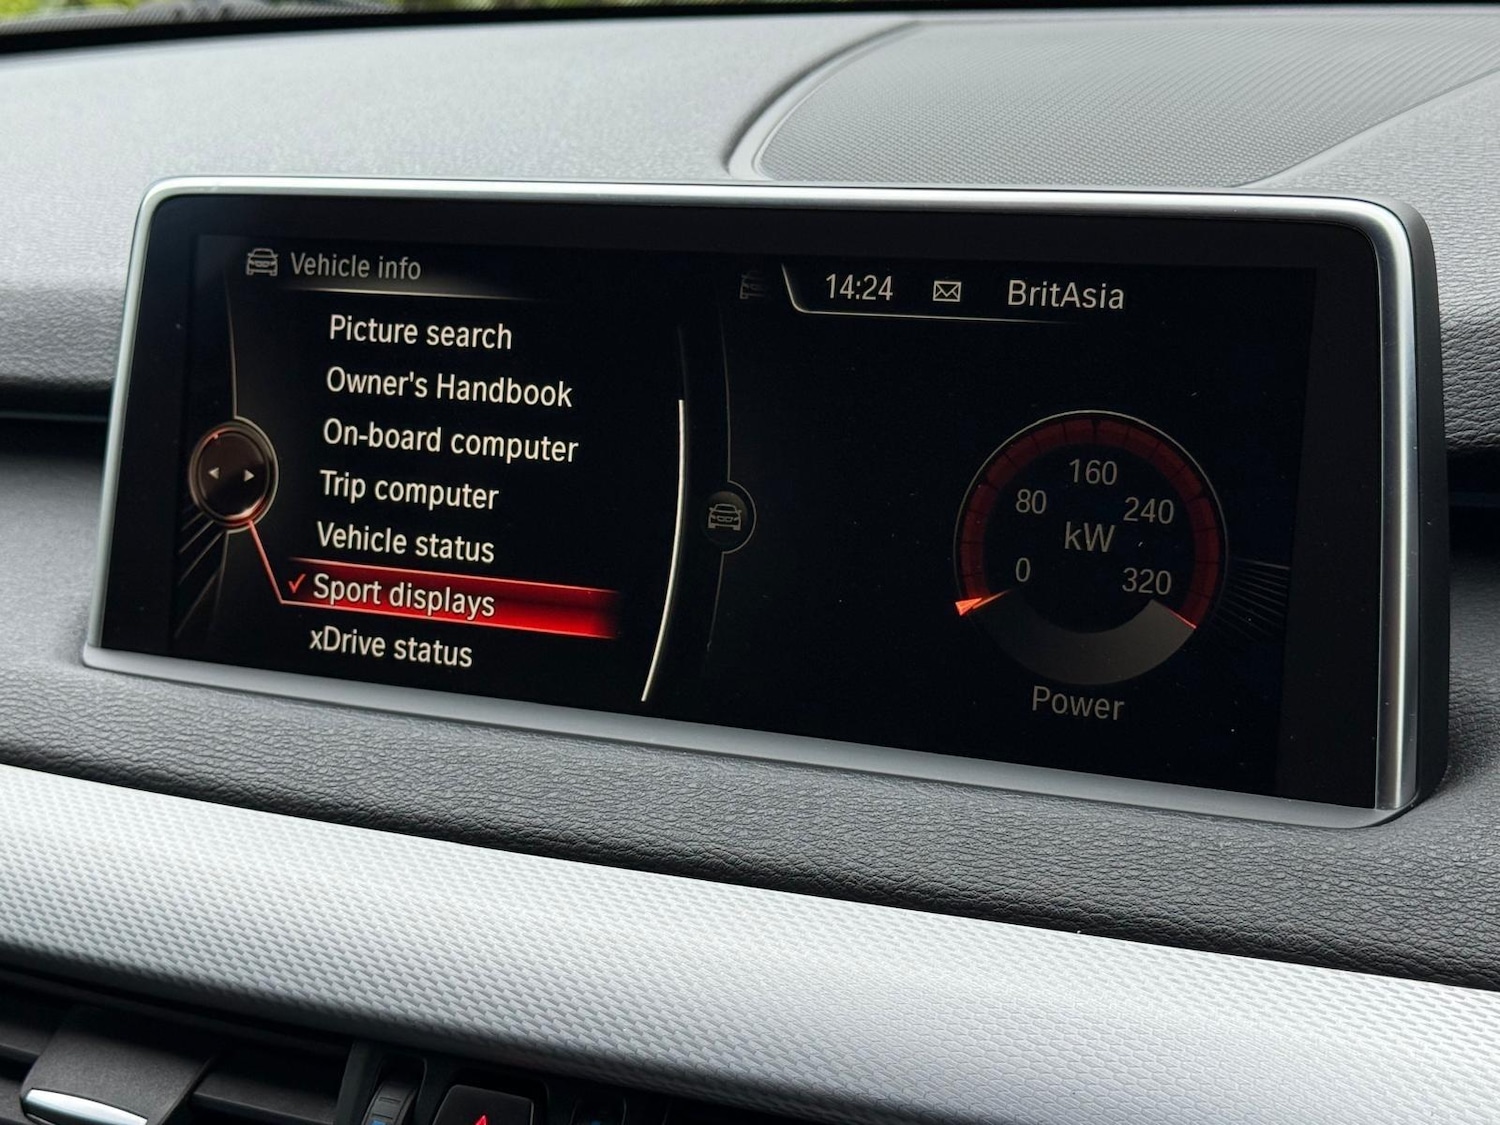 Vehicle info
14:24 BritAsia
Picture search
Owner's Handbook
On-board computer
Trip computer
Vehicle status
Sport displays
xDrive status
160
80 240
kW
0 320
Power